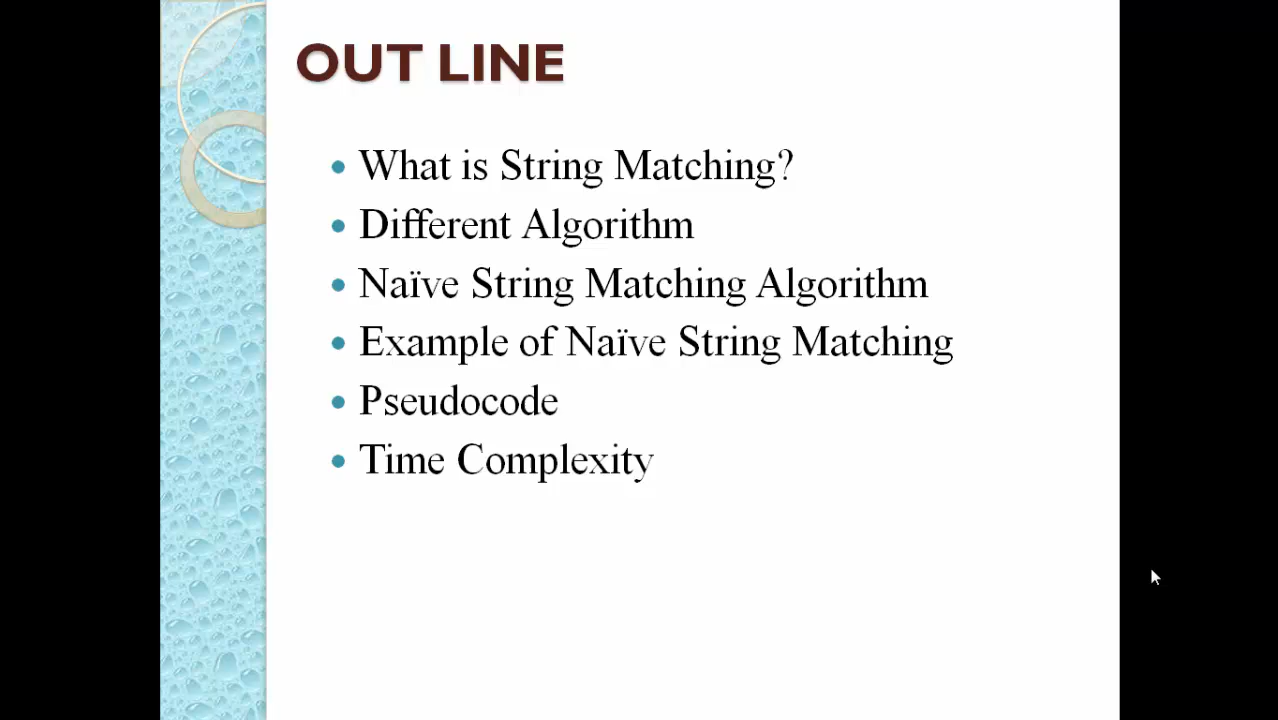 OUT LINE
• What is String Matching?
• Different Algorithm
• Naïve String Matching Algorithm
• Example of Naïve String Matching
• Pseudocode
• Time Complexity